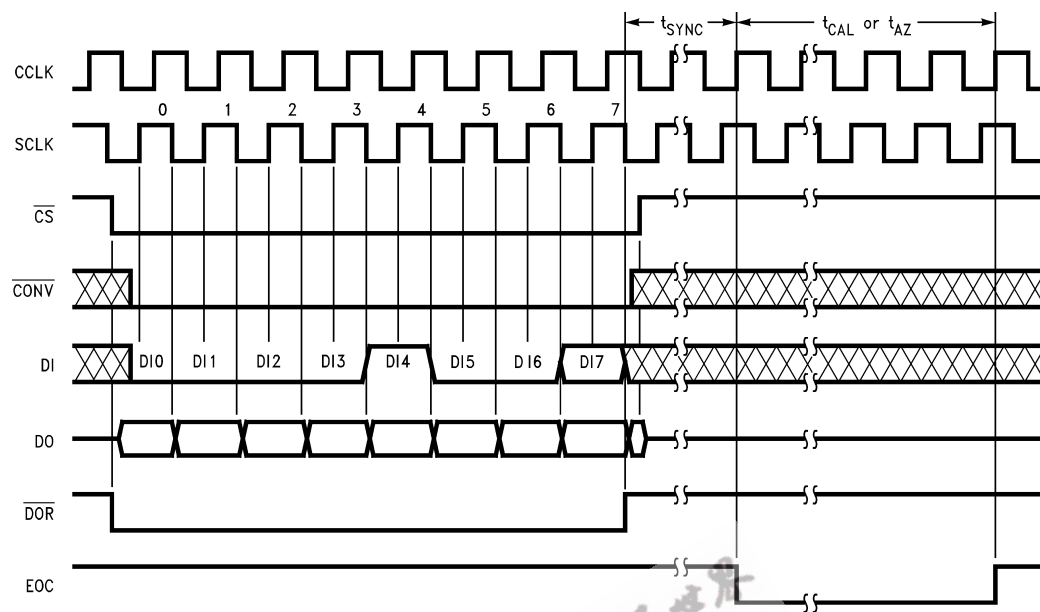 tSYNC tCAL or tAZ
CCLK
0 1 2 3 4 5 6 7
SCLK
CS
CONV
DI DI0 DI1 DI2 DI3 DI4 DI5 DI6 DI7
DO
DOR
EOC